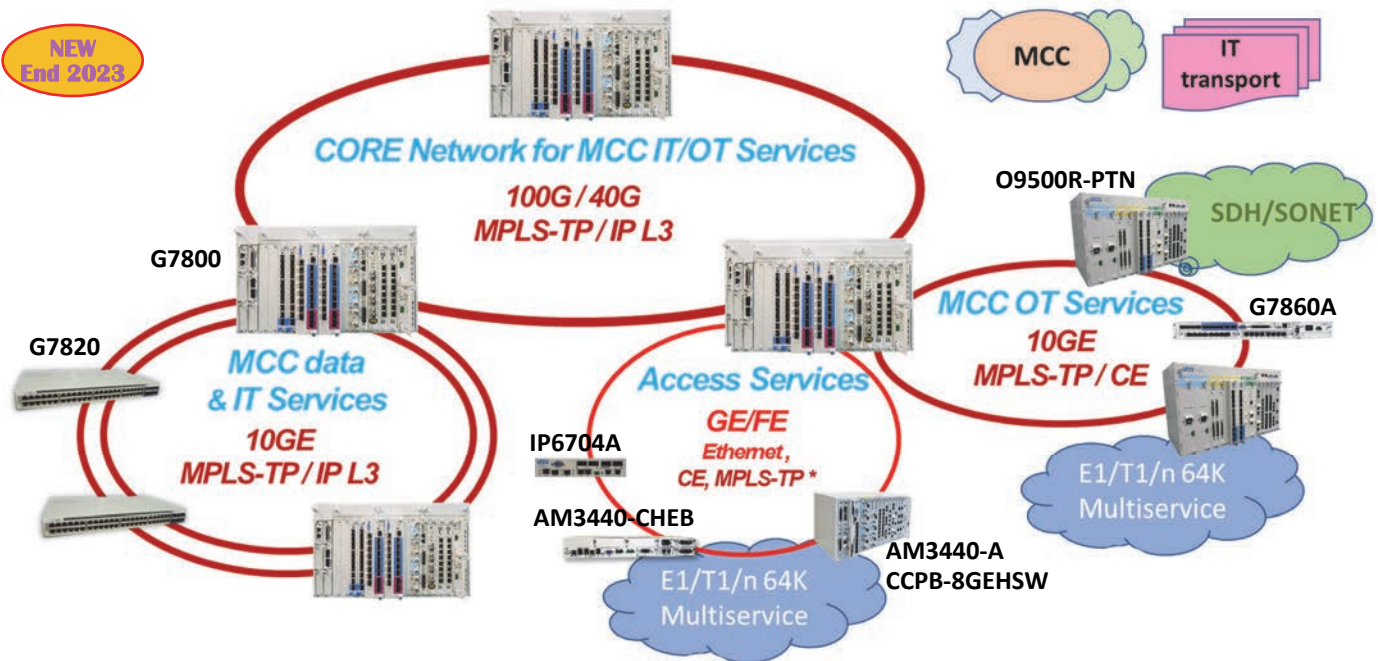 NEW
End 2023
MCC
IT
transport
CORE Network for MCC IT/OT Services
100G / 40G
MPLS-TP / IP L3
O9500R-PTN
SDH/SONET
G7800
G7820
MCC data
& IT Services
10GE
MPLS-TP / IP L3
Access Services
GE/FE
Ethernet ,
CE, MPLS-TP *
MCC OT Services
10GE
MPLS-TP / CE
G7860A
IP6704A
AM3440-CHEB
AM3440-A
CCPB-8GEHSW
E1/T1/n 64K
Multiservice
E1/T1/n 64K
Multiservice